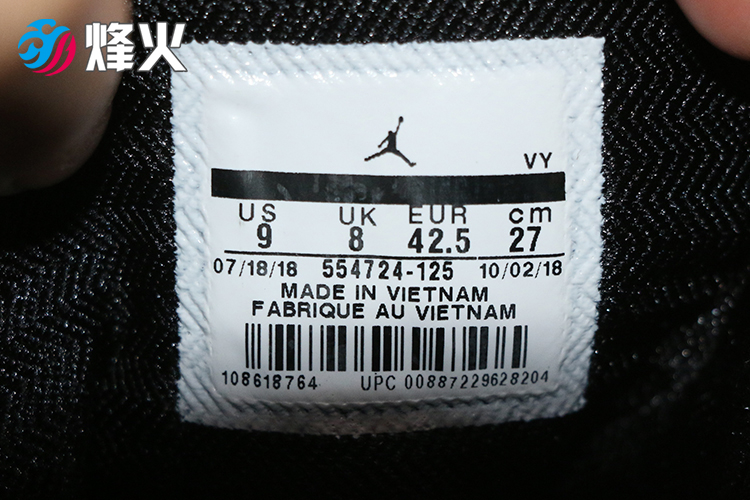 烽火
VY
US UK EUR cm
9 8 42.5 27
07/18/18 554724-125 10/02/18
MADE IN VIETNAM
FABRIQUE AU VIETNAM
108618764 UPC 00887229628204